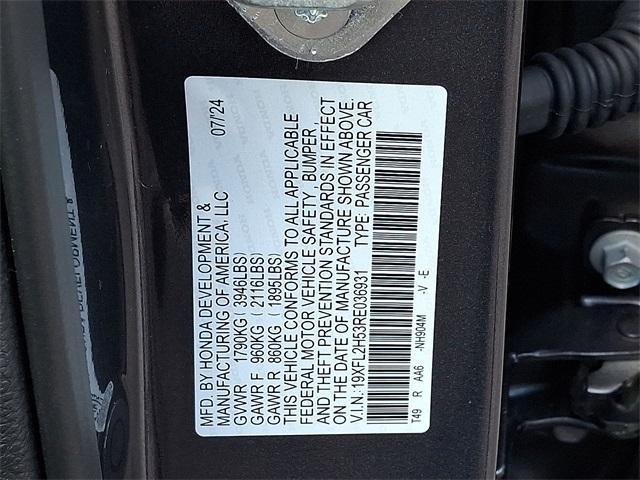 MFD. BY HONDA DEVELOPMENT &
MANUFACTURING OF AMERICA, LLC 07/'24
GVWR 1790KG (3946LBS)
GAWR F 960KG (2116LBS)
GAWR R 860KG (1895LBS)
THIS VEHICLE CONFORMS TO ALL APPLICABLE
FEDERAL MOTOR VEHICLE SAFETY, BUMPER,
AND THEFT PREVENTION STANDARDS IN EFFECT
ON THE DATE OF MANUFACTURE SHOWN ABOVE.
V.I.N.:19XFL2H63RE036931 TYPE: PASSENGER CAR
T49 R AA6 -NH904M -V -E